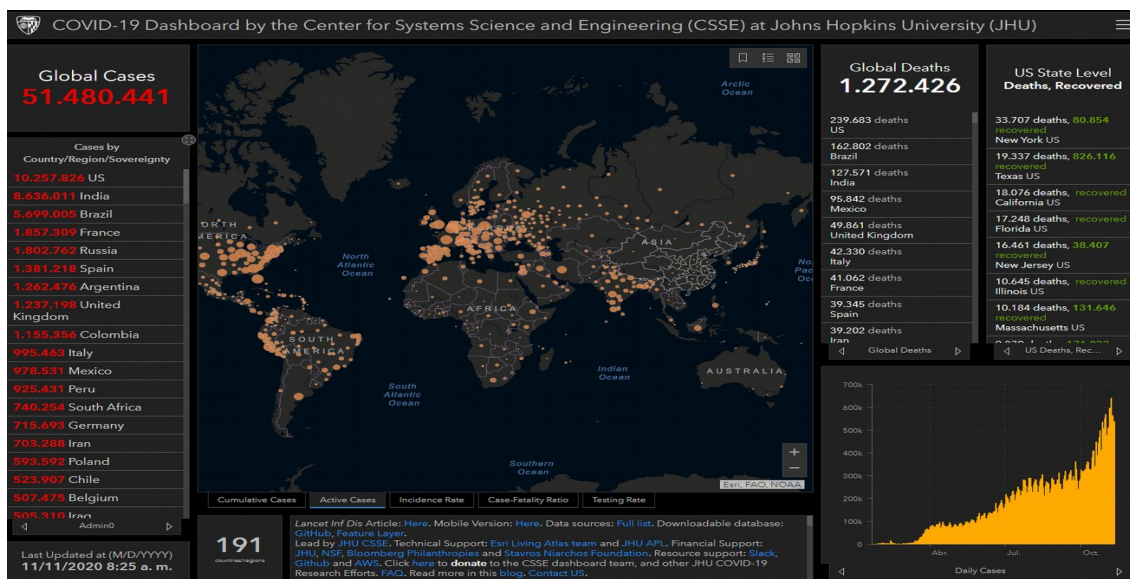 COVID-19 Dashboard by the Center for Systems Science and Engineering (CSSE) at Johns Hopkins University (JHU)
Global Cases
51.480.441
Cases by
Country/Region/Sovereignty
10.257.826 US
8.636.011 India
5.699.005 Brazil
1.857.309 France
1.802.762 Russia
1.381.218 Spain
1.262.476 Argentina
1.237.198 United
Kingdom
1.155.356 Colombia
995.463 Italy
978.531 Mexico
925.431 Peru
740.254 South Africa
715.693 Germany
703.288 Iran
593.592 Poland
523.907 Chile
507.475 Belgium
505.310 Iraq
Admin0
Last Updated at (M/D/YYYY)
11/11/2020 8:25 a. m.
Arctic
Ocean
NORTH
AMERICA
North
Atlantic
Ocean
EUROPE
ASIA
AFRICA
SOUTH
AMERICA
South
Atlantic
Ocean
Indian
Ocean
AUSTRALIA
Southern
Ocean
Esri, FAO, NOAA
Cumulative Cases
Active Cases
Incidence Rate
Case-Fatality Ratio
Testing Rate
191
countries/regions
Lancet Inf Dis Article: Here. Mobile Version: Here. Data sources: Full list. Downloadable database:
GitHub, Feature Layer.
Lead by JHU CSSE. Technical Support: Esri Living Atlas team and JHU APL. Financial Support:
JHU, NSF, Bloomberg Philanthropies and Stavros Niarchos Foundation. Resource support: Slack,
Github and AWS. Click here to donate to the CSSE dashboard team, and other JHU COVID-19
Research Efforts. FAQ. Read more in this blog. Contact US.
Global Deaths
1.272.426
239.683 deaths
US
162.802 deaths
Brazil
127.571 deaths
India
95.842 deaths
Mexico
49.861 deaths
United Kingdom
42.330 deaths
Italy
41.062 deaths
France
39.345 deaths
Spain
39.202 deaths
Iran
Global Deaths
US State Level
Deaths, Recovered
33.707 deaths, 80.854
recovered
New York US
19.337 deaths, 826.116
recovered
Texas US
18.076 deaths, recovered
California US
17.248 deaths, recovered
Florida US
16.461 deaths, 38.407
recovered
New Jersey US
10.645 deaths, recovered
Illinois US
10.184 deaths, 131.646
recovered
Massachusetts US
US Deaths, Rec...
700k
600k
500k
400k
300k
200k
100k
0
Abr.
Jul.
Oct.
Daily Cases